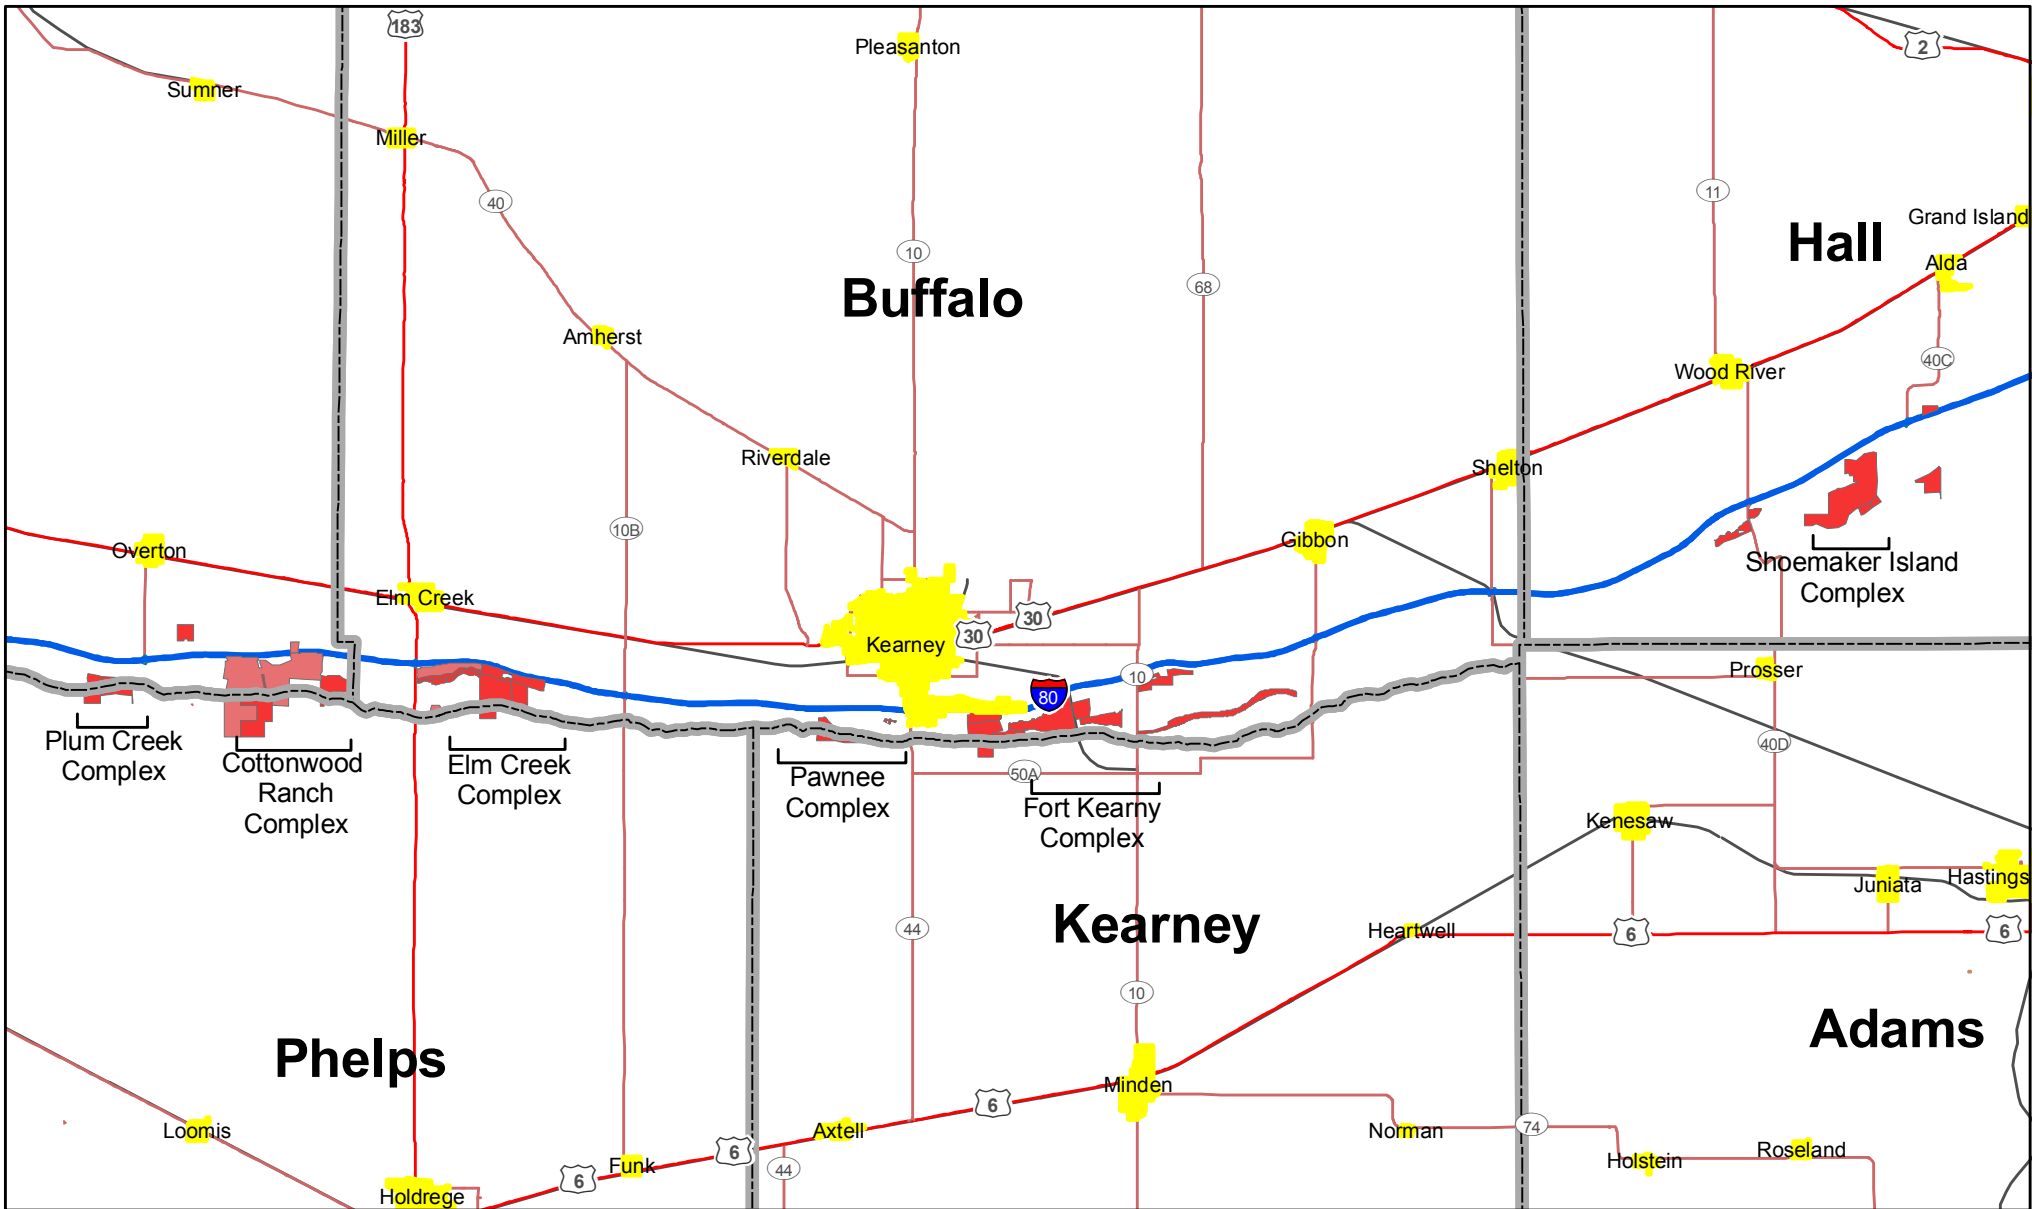 183
Pleasanton
2
Sumner
Miller
40
11
Grand Island
Hall
10
Alda
Buffalo
68
Amherst
40C
Wood River
Riverdale
Shelton
10B
Gibbon
Overton
Shoemaker Island
Complex
Elm Creek
30
30
Kearney
10
Prosser
80
Plum Creek
Complex
Cottonwood
Ranch
Complex
Elm Creek
Complex
Pawnee
Complex
50A
Fort Kearny
Complex
40D
Kenesaw
Juniata
Hastings
Kearney
44
Heartwell
6
6
10
Phelps
Adams
Minden
6
Loomis
Axtell
Norman
74
6
Funk
44
Holstein
Roseland
6
Holdrege